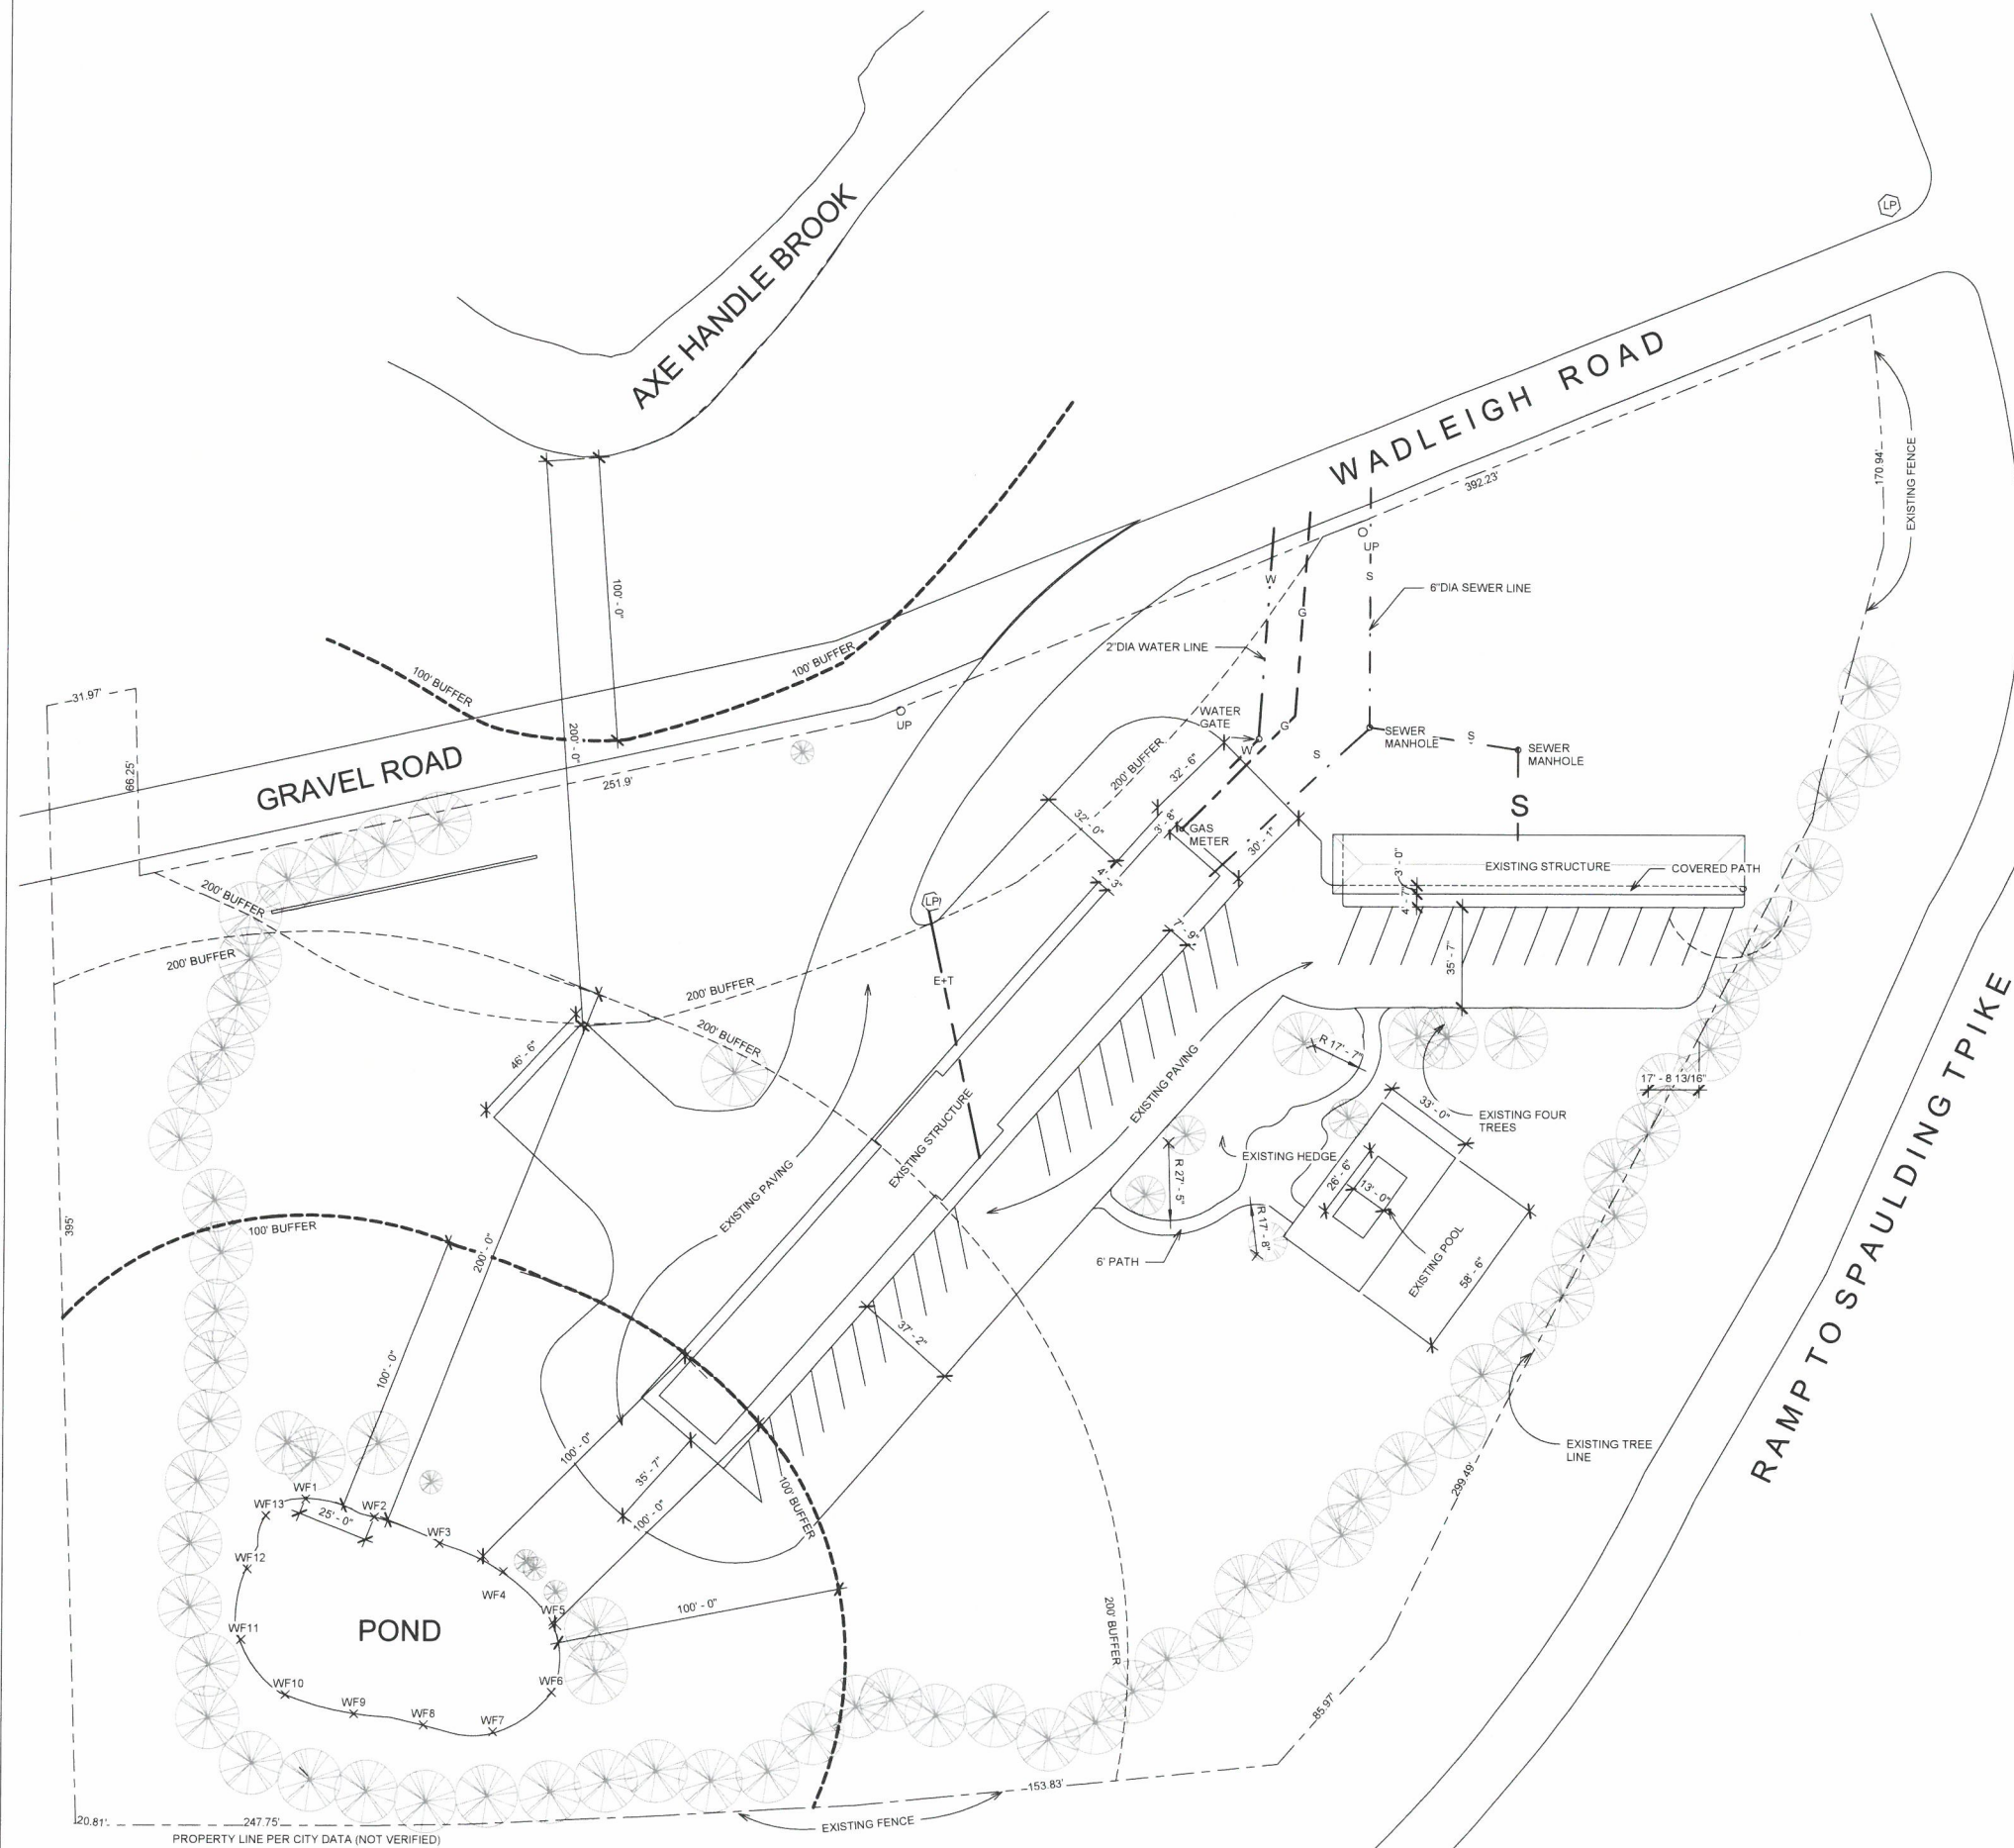 AXE HANDLE BROOK
LP
WADLEIGH ROAD
392.23'
170.94'
EXISTING FENCE
UP
W
G
S
6"DIA SEWER LINE
2"DIA WATER LINE
100' - 0"
100' BUFFER
100' BUFFER
31.97'
66.25'
GRAVEL ROAD
251.9'
200' - 0"
UP
WATER
GATE
W
G
S
SEWER
MANHOLE
S
SEWER
MANHOLE
S
200' BUFFER
32' - 6"
32' - 0"
3' - 8"
GAS
METER
30' - 1"
4' - 3"
EXISTING STRUCTURE
COVERED PATH
3' - 0"
4' - 7"
35' - 7"
200' BUFFER
200' BUFFER
LP
7' - 9"
E+T
200' BUFFER
200' BUFFER
46' - 6"
EXISTING PAVING
R 17' - 7"
17' - 8 13/16"
EXISTING FOUR
TREES
33' - 0"
EXISTING HEDGE
26' - 6"
13' - 0"
R 27' - 5"
R 17' - 8"
6' PATH
EXISTING POOL
58' - 6"
EXISTING STRUCTURE
EXISTING PAVING
395'
100' BUFFER
200' - 0"
100' - 0"
37' - 2"
RAMP TO SPAULDING TPIKE
EXISTING TREE
LINE
299.49'
100' - 0"
35' - 7"
100' - 0"
100' BUFFER
WF1
WF13
WF2
25' - 0"
WF3
WF12
WF4
WF5
100' - 0"
POND
WF11
WF6
WF10
WF9
WF8
WF7
200' BUFFER
85.97'
153.83'
20.81'
247.75'
EXISTING FENCE
PROPERTY LINE PER CITY DATA (NOT VERIFIED)